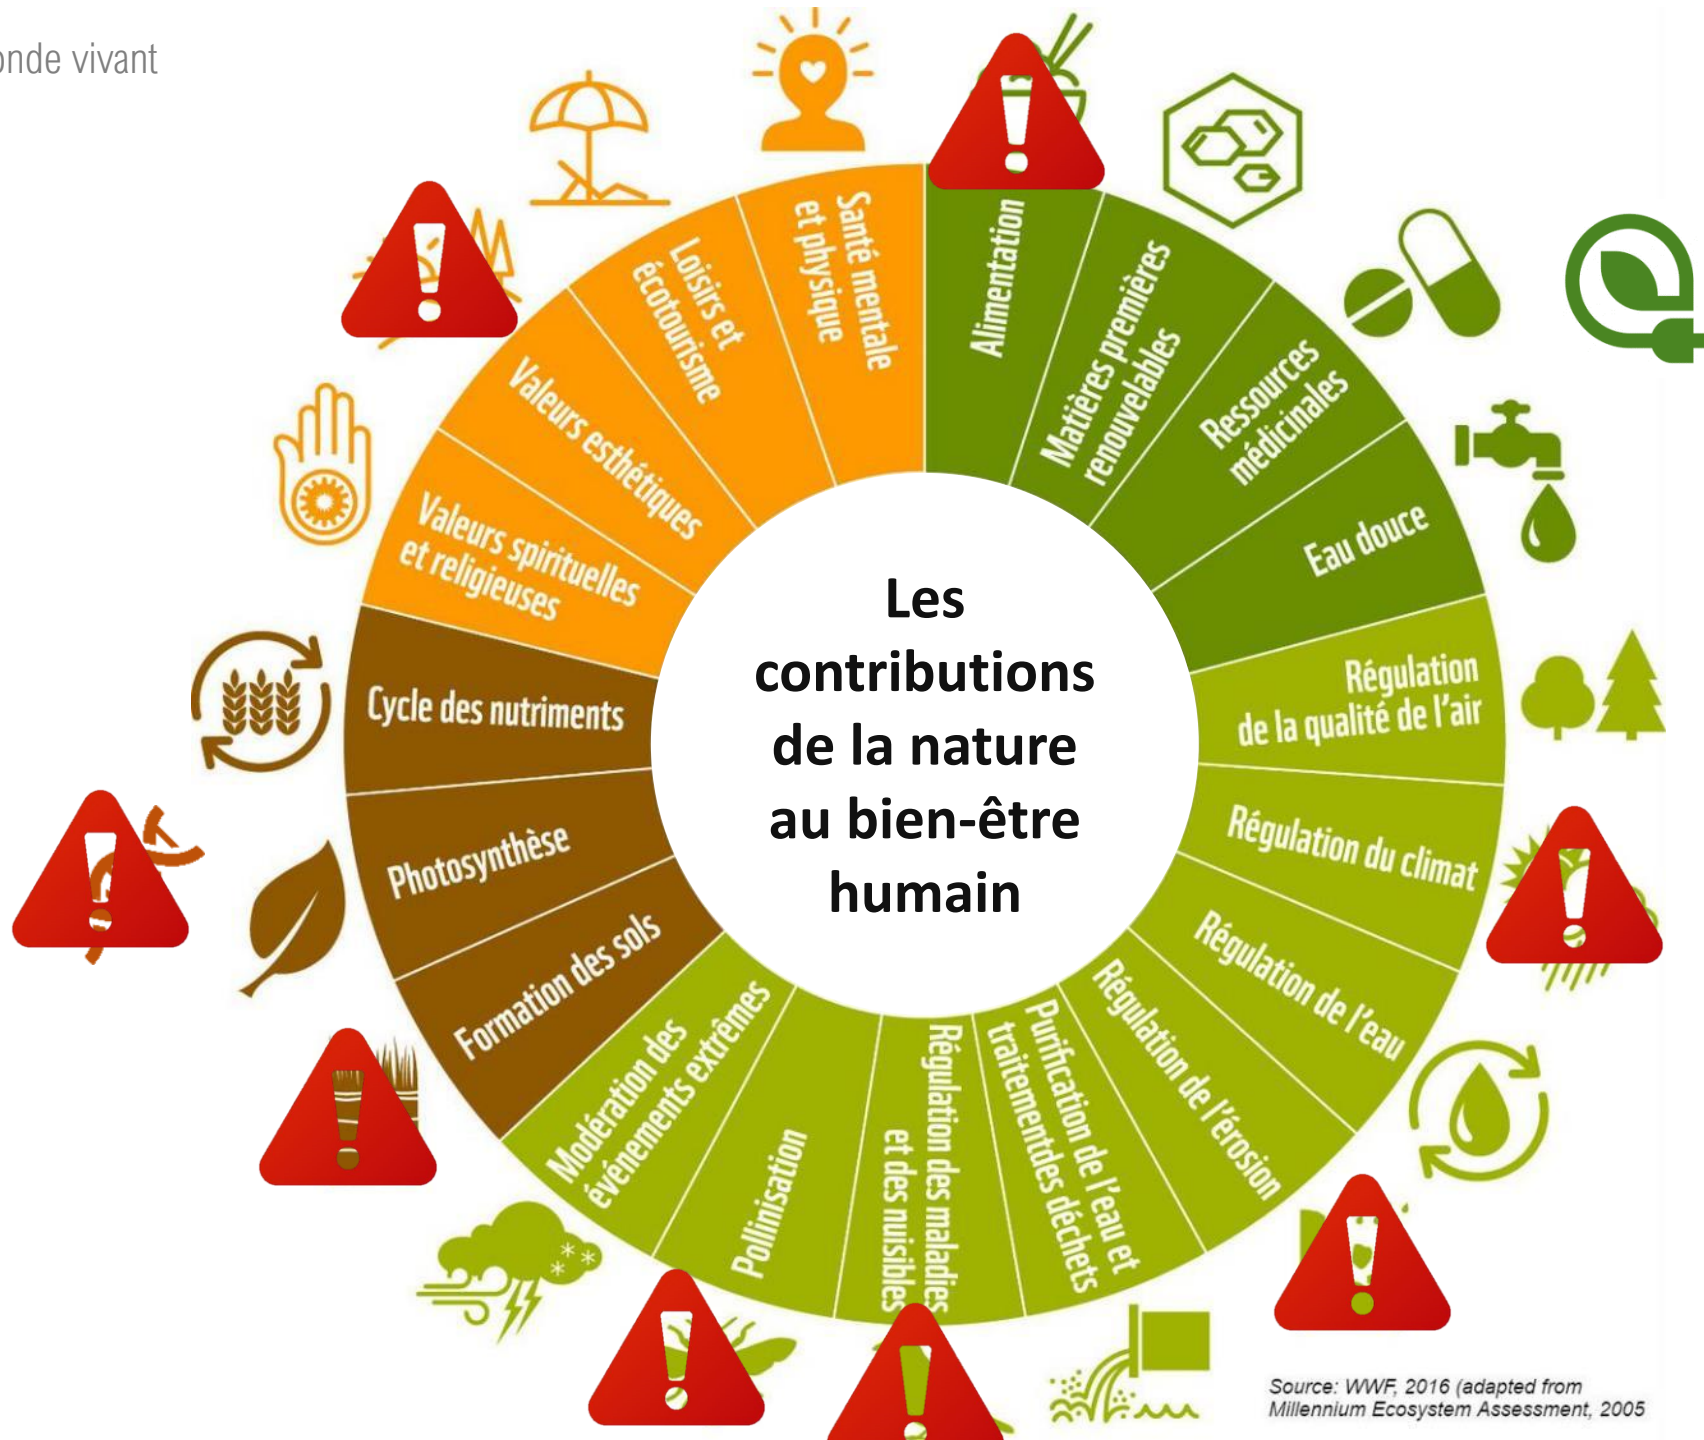 onde vivant
Santé mentale
et physique
Alimentation
Matières premières
renouvelables
Ressources
médicinales
Eau douce
Régulation
de la qualité de l'air
Régulation du climat
Régulation de l'eau
Régulation de l'érosion
Purification de l'eau et
traitementdes déchets
Régulation des maladies
et des nuisibles
Pollinisation
Modération des
événements extrêmes
Formation des sols
Photosynthèse
Cycle des nutriments
Valeurs spirituelles
et religieuses
Valeurs esthétiques
Loisirs et
écotourisme
Les
contributions
de la nature
au bien-être
humain
Source: WWF, 2016 (adapted from
Millennium Ecosystem Assessment, 2005